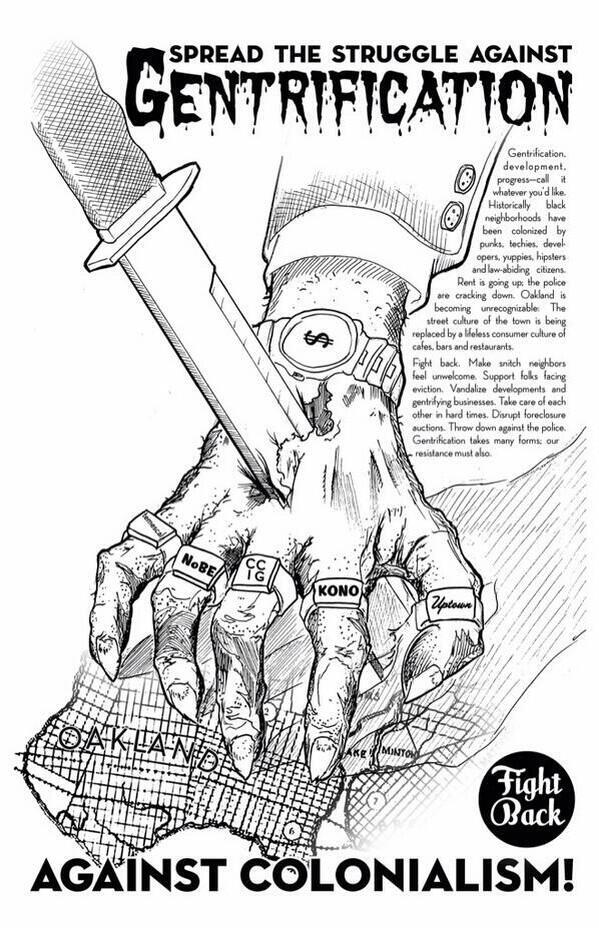 SPREAD THE STRUGGLE AGAINST
GENTRIFICATION
Gentrification,
development,
progress—call it
whatever you'd like.
Historically black
neighborhoods have
been colonized by
punks, techies, devel-
opers, yuppies, hipsters
and law-abiding citizens.
Rent is going up; the police
are cracking down. Oakland is
becoming unrecognizable: The
street culture of the town is being
replaced by a lifeless consumer culture of
cafes, bars and restaurants.
Fight back. Make snitch neighbors
feel unwelcome. Support folks facing
eviction. Vandalize developments and
gentrifying businesses. Take care of each
other in hard times. Disrupt foreclosure
auctions. Throw down against the police.
Gentrification takes many forms; our
resistance must also.
$
NOBE
CC
IG
KONO
Uptown
OAKLAND
2
7
6
Fight
Back
AGAINST COLONIALISM!